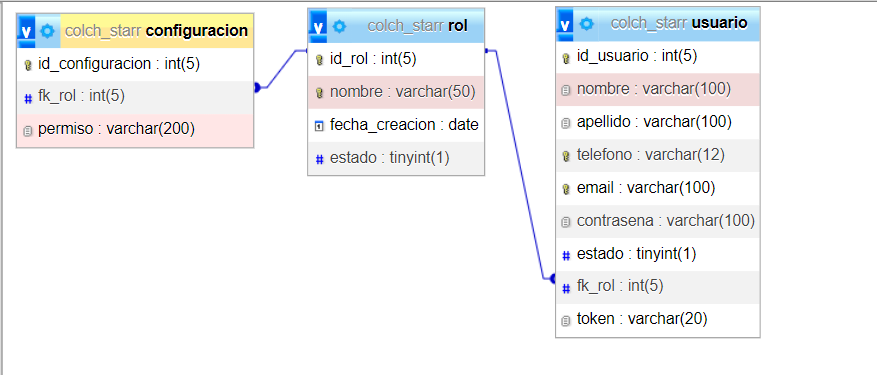 v colch_starr configuracion
id_configuracion : int(5)
# fk_rol : int(5)
permiso : varchar(200)
v colch_starr rol
id_rol : int(5)
nombre : varchar(50)
fecha_creacion : date
# estado : tinyint(1)
v colch_starr usuario
id_usuario : int(5)
nombre : varchar(100)
apellido : varchar(100)
telefono : varchar(12)
email : varchar(100)
contrasena : varchar(100)
# estado : tinyint(1)
# fk_rol : int(5)
token : varchar(20)